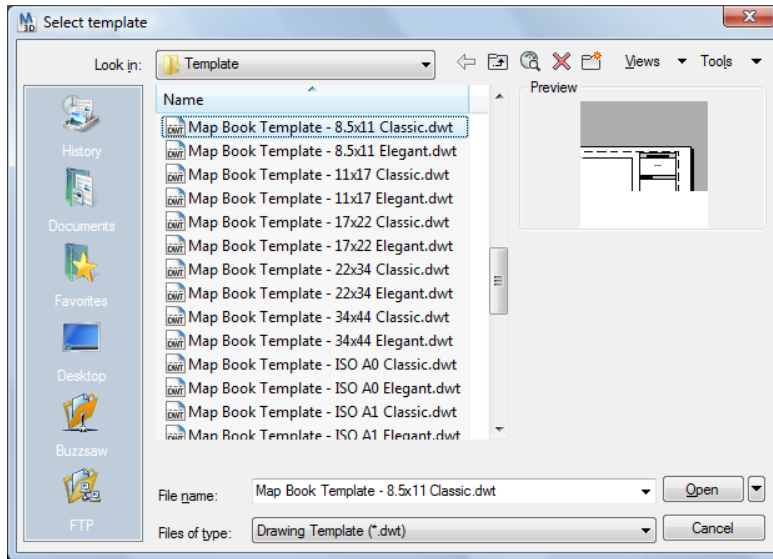 Select template
Look in: Template Views Tools
Name
Preview
Map Book Template - 8.5x11 Classic.dwt
Map Book Template - 8.5x11 Elegant.dwt
Map Book Template - 11x17 Classic.dwt
Map Book Template - 11x17 Elegant.dwt
Map Book Template - 17x22 Classic.dwt
Map Book Template - 17x22 Elegant.dwt
Map Book Template - 22x34 Classic.dwt
Map Book Template - 22x34 Elegant.dwt
Map Book Template - 34x44 Classic.dwt
Map Book Template - 34x44 Elegant.dwt
Map Book Template - ISO A0 Classic.dwt
Map Book Template - ISO A0 Elegant.dwt
Map Book Template - ISO A1 Classic.dwt
Map Book Template - ISO A1 Elegant.dwt
History
Documents
Favorites
Desktop
Buzzsaw
FTP
File name: Map Book Template - 8.5x11 Classic.dwt Open
Files of type: Drawing Template (*.dwt) Cancel